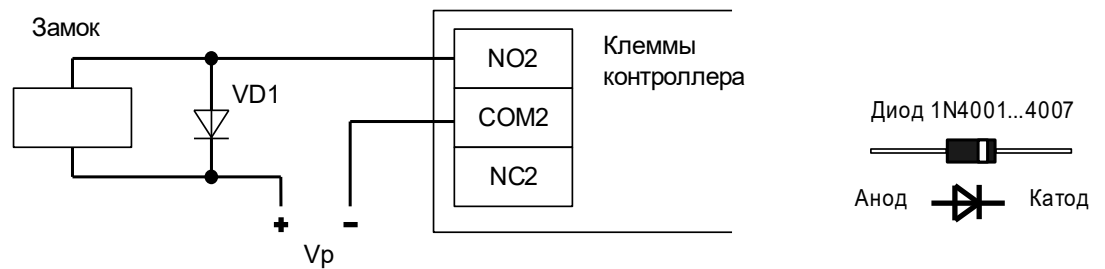 Замок
VD1
NO2
COM2
NC2
Клеммы
контроллера
+ -
Vp
Диод 1N4001...4007
Анод Катод